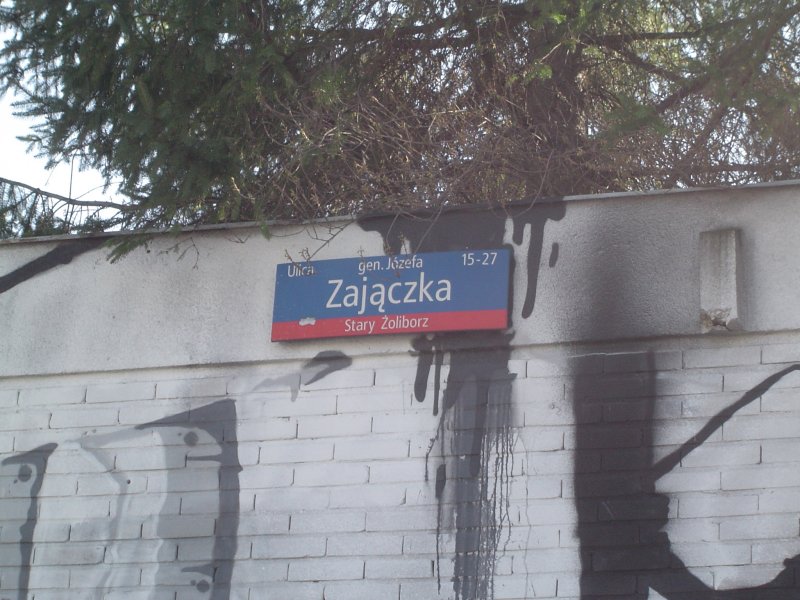 Ulica gen. Józefa 15-27
Zajączka
Stary Żoliborz